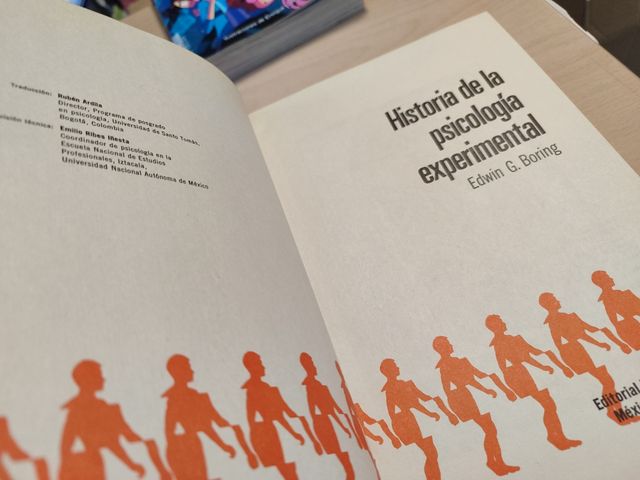 Traducción: Rubén Ardila
Director, Programa de posgrado
en psicología, Universidad de Santo Tomás,
Bogotá, Colombia
técnica: Emilio Ribes Iñesta
Coordinador de psicología en la
Escuela Nacional de Estudios
Profesionales, Iztacala,
Universidad Nacional Autónoma de México
Historia de la
psicología
experimental
Edwin G. Boring
Editorial
Méxi